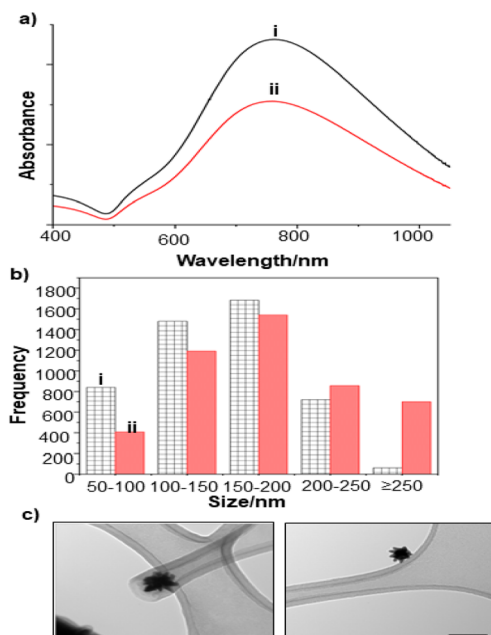 a)
i
ii
Absorbance
400 600 800 1000
Wavelength/nm
b)
1800
1600
1400
1200
1000
800
600
400
200
0
Frequency
i
ii
50-100 100-150 150-200 200-250 ≥250
Size/nm
c)